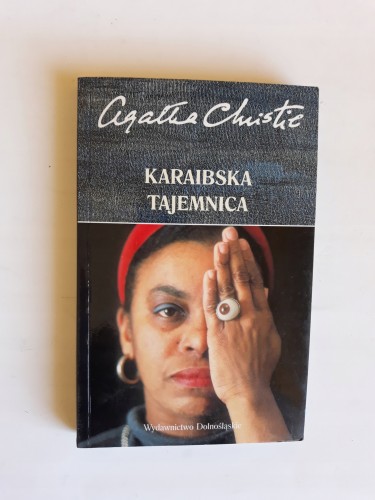 Agatha Christie
KARAIBSKA
TAJEMNICA
Wydawnictwo Dolnośląskie